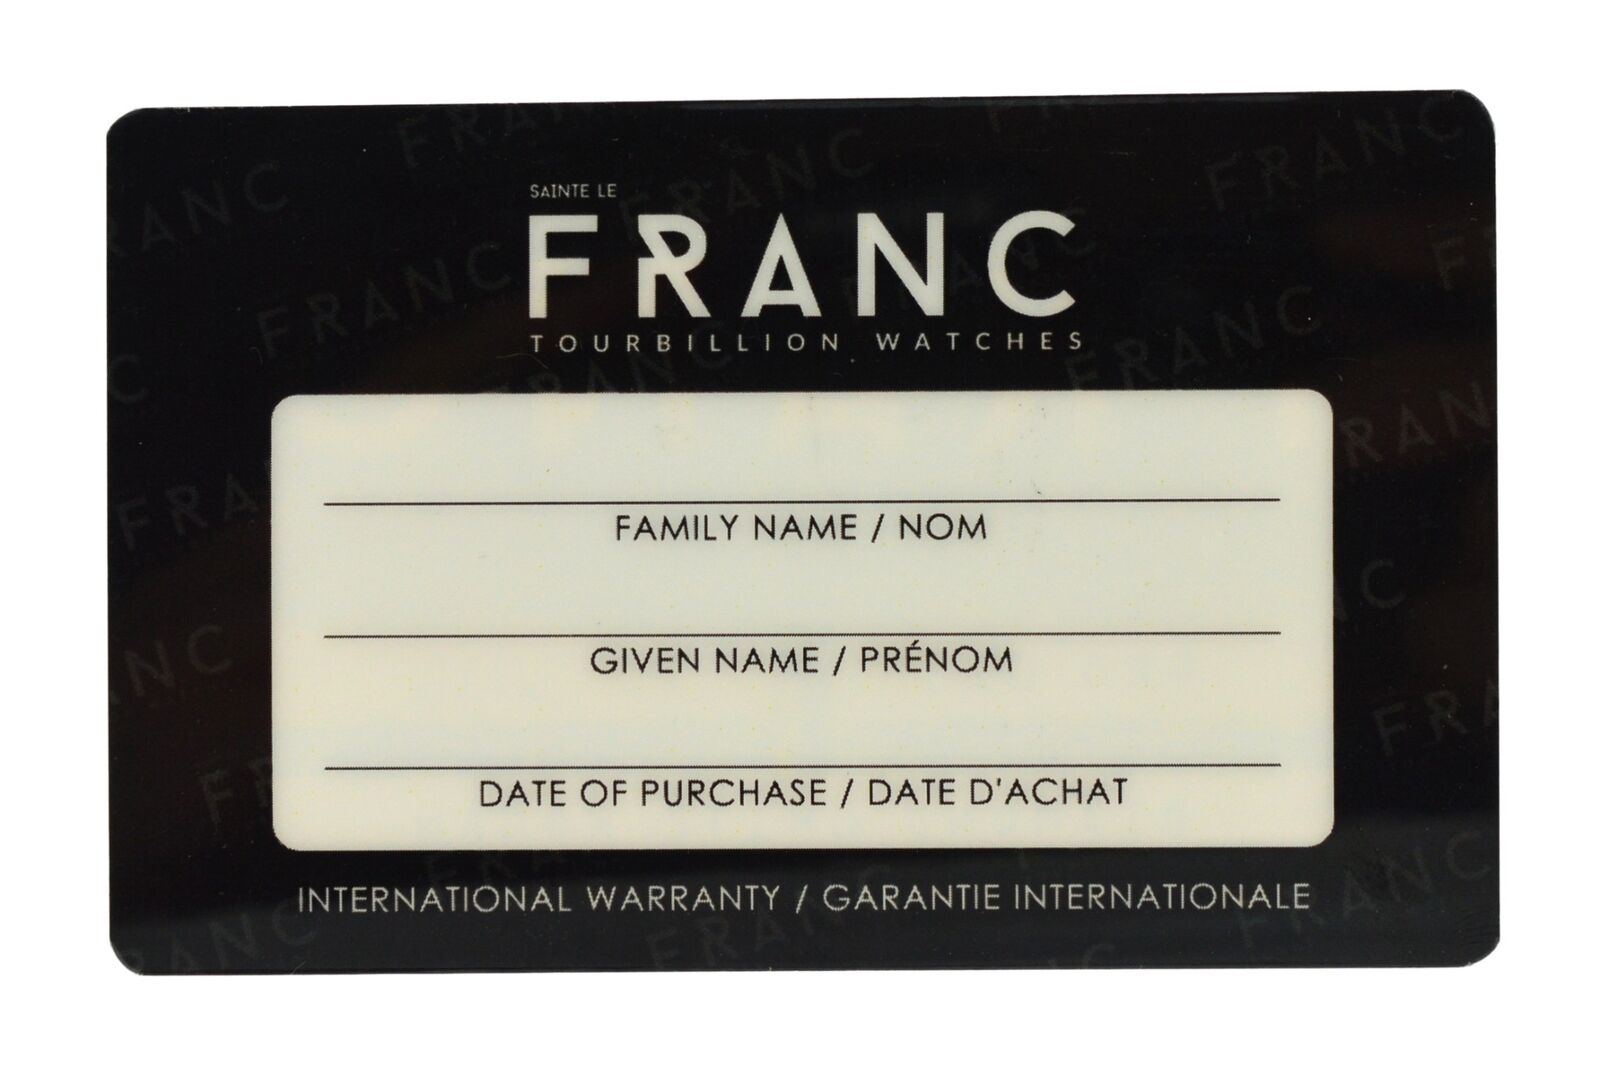 SAINTE LE
FRANC
TOURBILLION WATCHES
FAMILY NAME / NOM
GIVEN NAME / PRÉNOM
DATE OF PURCHASE / DATE D'ACHAT
INTERNATIONAL WARRANTY / GARANTIE INTERNATIONALE